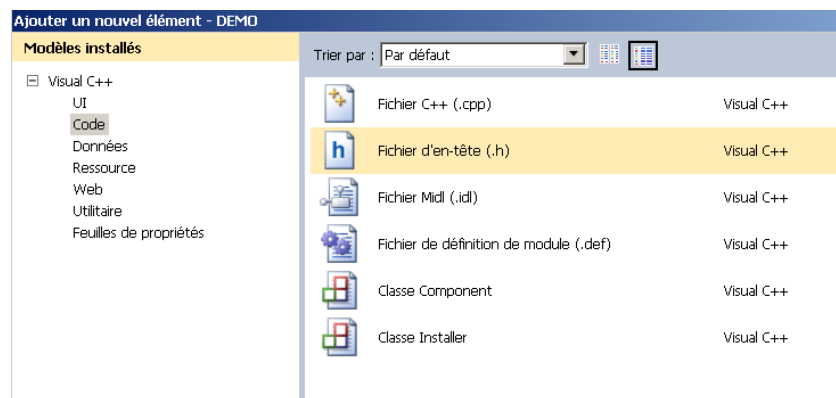 Ajouter un nouvel élément - DEMO
Modèles installés
Visual C++
UI
Code
Données
Ressource
Web
Utilitaire
Feuilles de propriétés
Trier par : Par défaut
Fichier C++ (.cpp) Visual C++
Fichier d'en-tête (.h) Visual C++
Fichier Midl (.idl) Visual C++
Fichier de définition de module (.def) Visual C++
Classe Component Visual C++
Classe Installer Visual C++